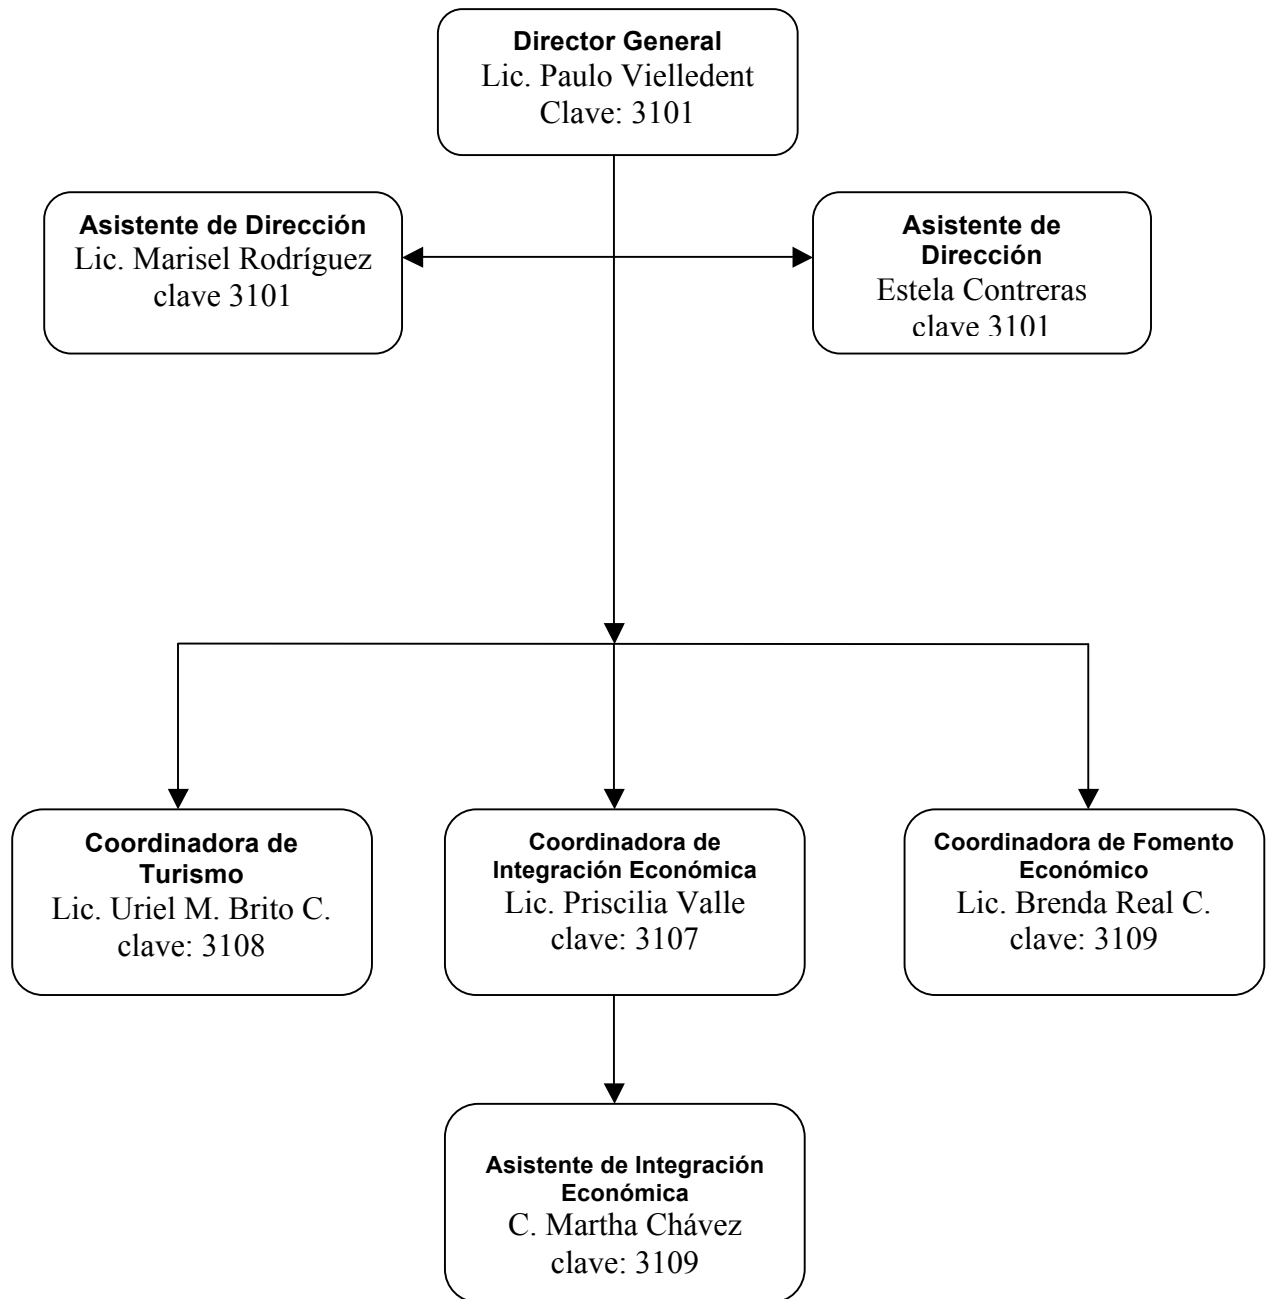 Director General
Lic. Paulo Vielledent
Clave: 3101
Asistente de Dirección
Lic. Marisel Rodríguez
clave 3101
Asistente de
Dirección
Estela Contreras
clave 3101
Coordinadora de
Turismo
Lic. Uriel M. Brito C.
clave: 3108
Coordinadora de
Integración Económica
Lic. Priscilia Valle
clave: 3107
Coordinadora de Fomento
Económico
Lic. Brenda Real C.
clave: 3109
Asistente de Integración
Económica
C. Martha Chávez
clave: 3109